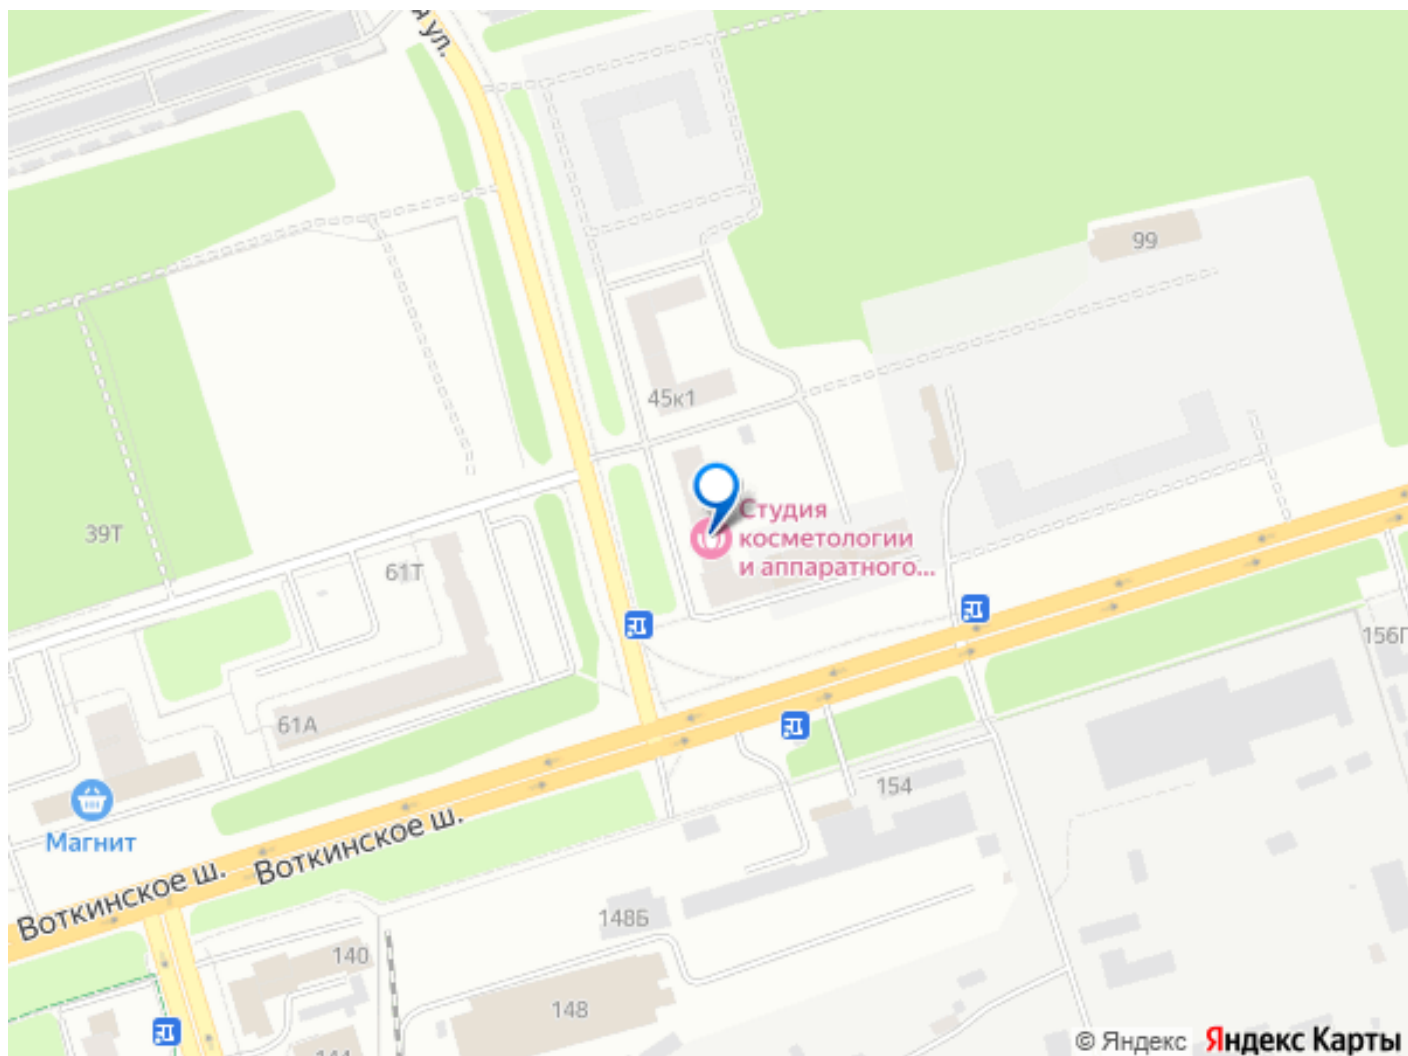 ул.
99
45к1
39Т
Студия
косметологии
и аппаратного...
61Т
156Г
61А
154
Магнит
Воткинское ш.
Воткинское ш.
148Б
140
148
144
© Яндекс Яндекс Карты